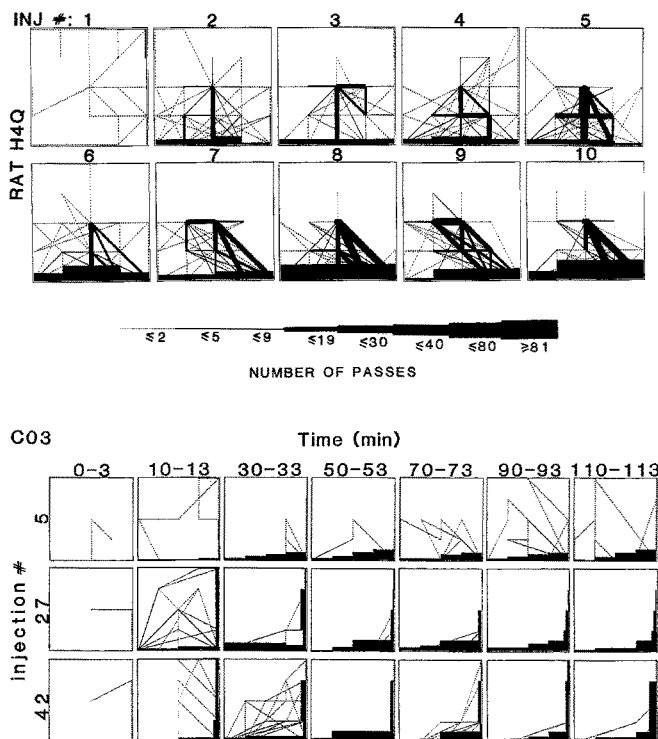 INJ #: 1 2 3 4 5
RAT H4Q
6 7 8 9 10
≤2 ≤5 ≤9 ≤19 ≤30 ≤40 ≤80 ≥81
NUMBER OF PASSES
C03 Time (min)
0-3 10-13 30-33 50-53 70-73 90-93 110-113
Injection #
5
27
42